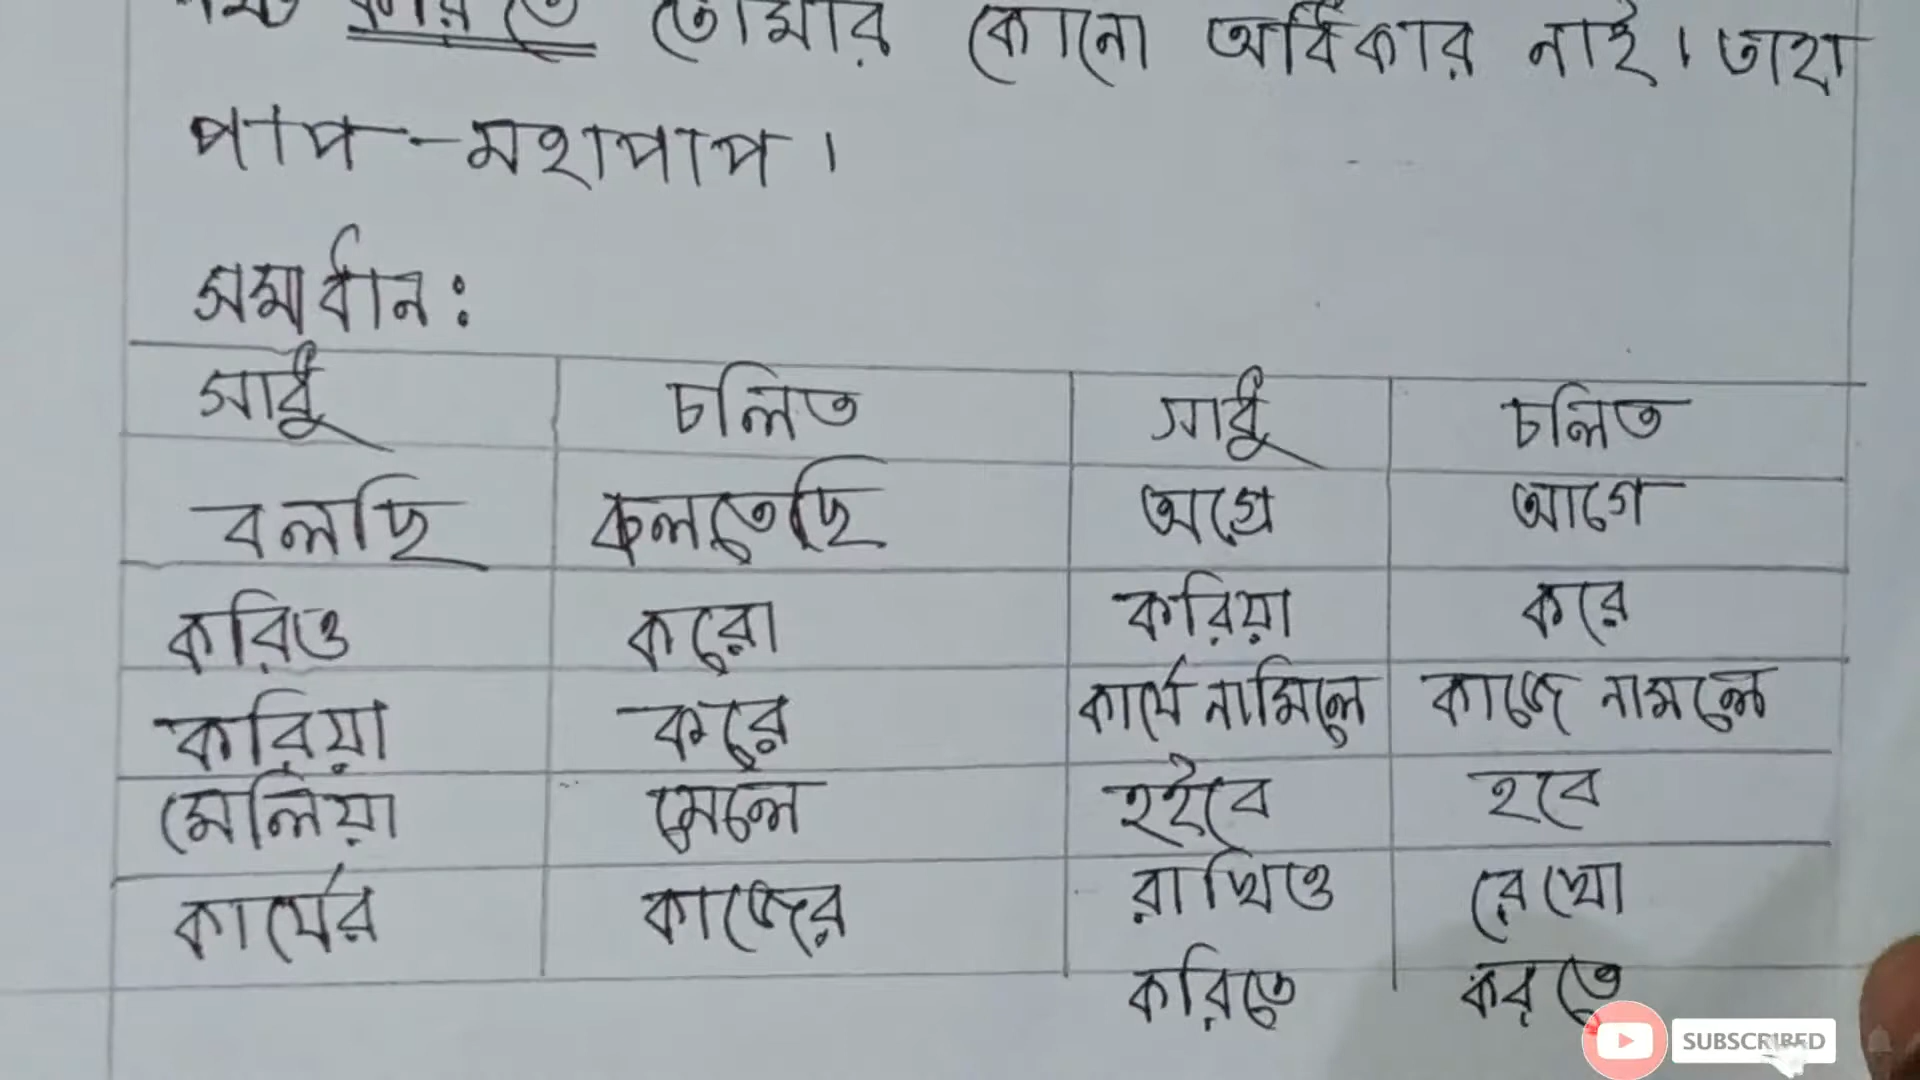 তোমার কোনো অধিকার নাই। তাহা
পাপ-মহাপাপ।
সমাধান:
সাধু চলিত সাধু চলিত
বলছি বলতেছি অগ্রে আগে
করিও করো করিয়া করে
করিয়া করে কার্যে নামিলে কাজে নামলে
মেলিয়া মেলে হইবে হবে
কার্যের কাজের রাখিও রেখো
করিতে করতে
SUBSCRIBED